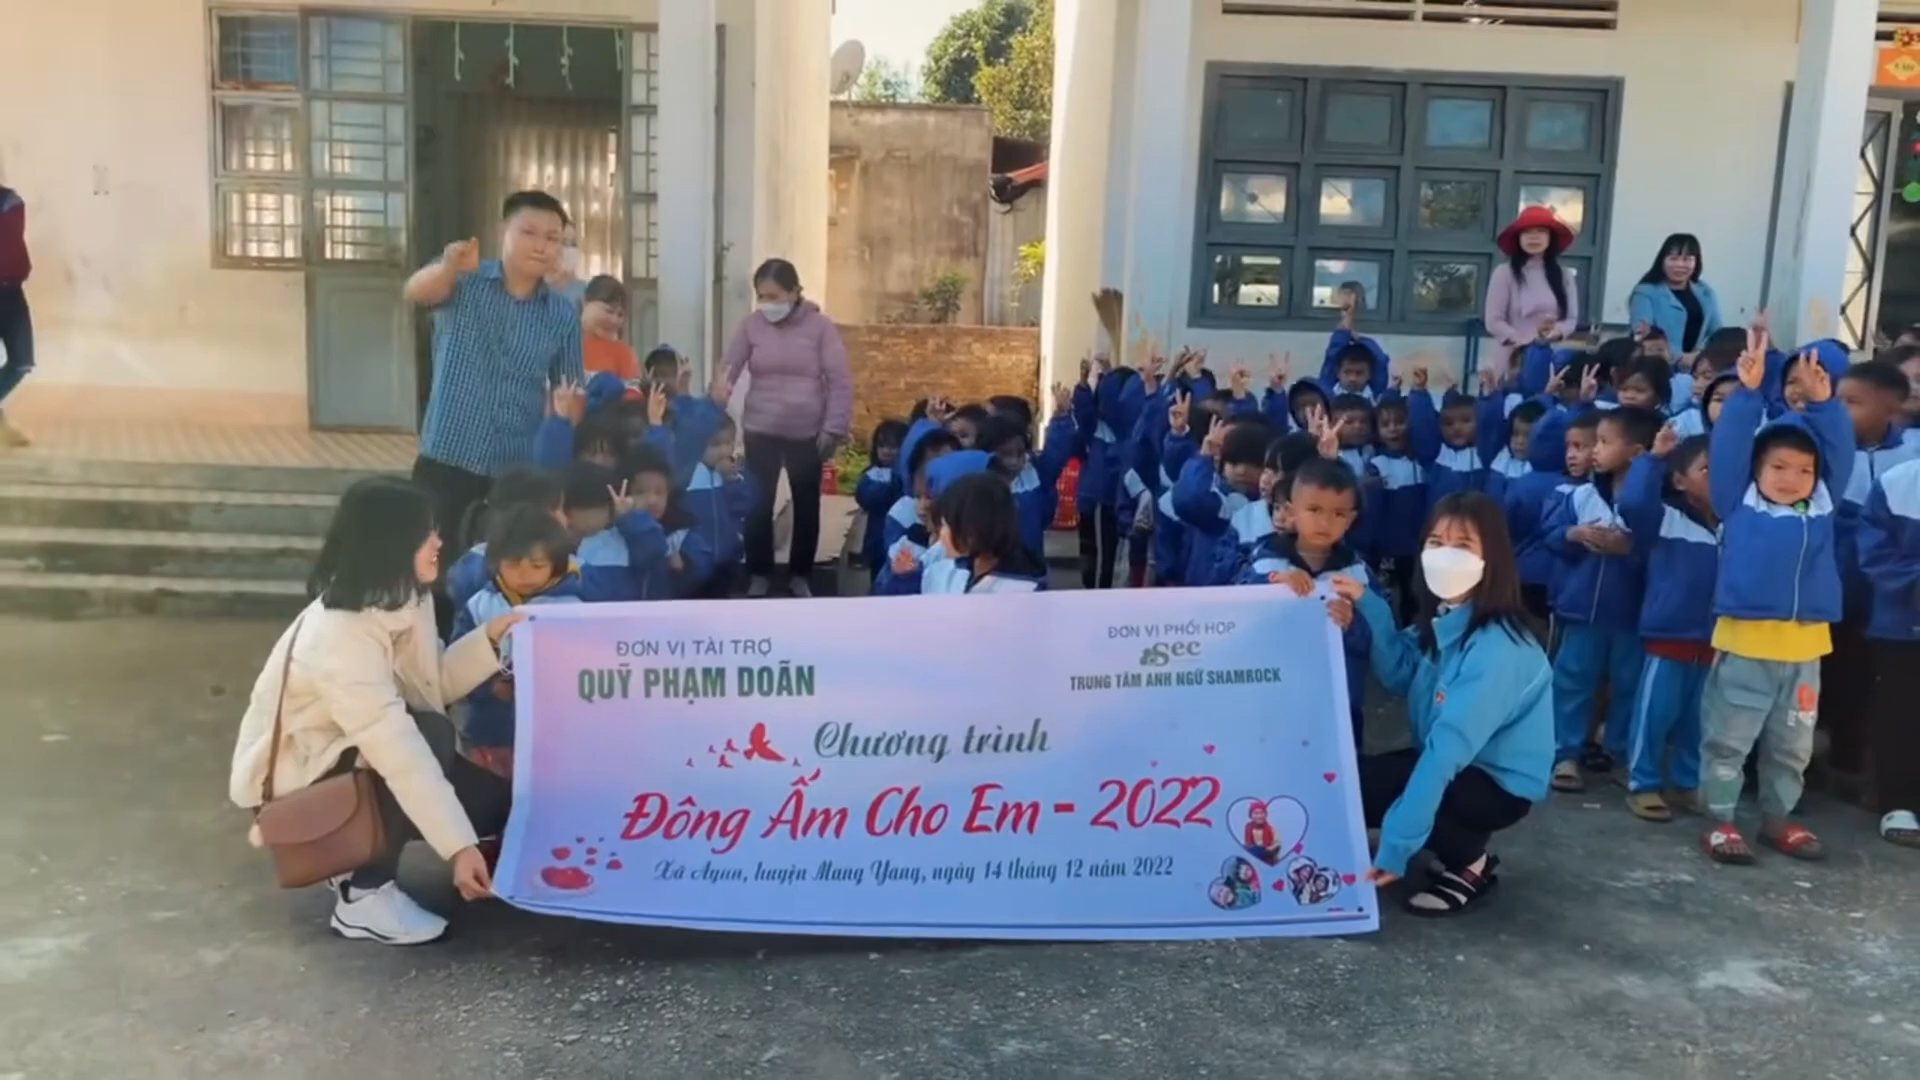 ĐƠN VỊ TÀI TRỢ
QUỸ PHẠM DOÃN
ĐƠN VỊ PHỐI HỢP
Sec
TRUNG TÂM ANH NGỮ SHAMROCK
Chương trình
Đông Ấm Cho Em - 2022
Xã Ayun, huyện Mang Yang, ngày 14 tháng 12 năm 2022